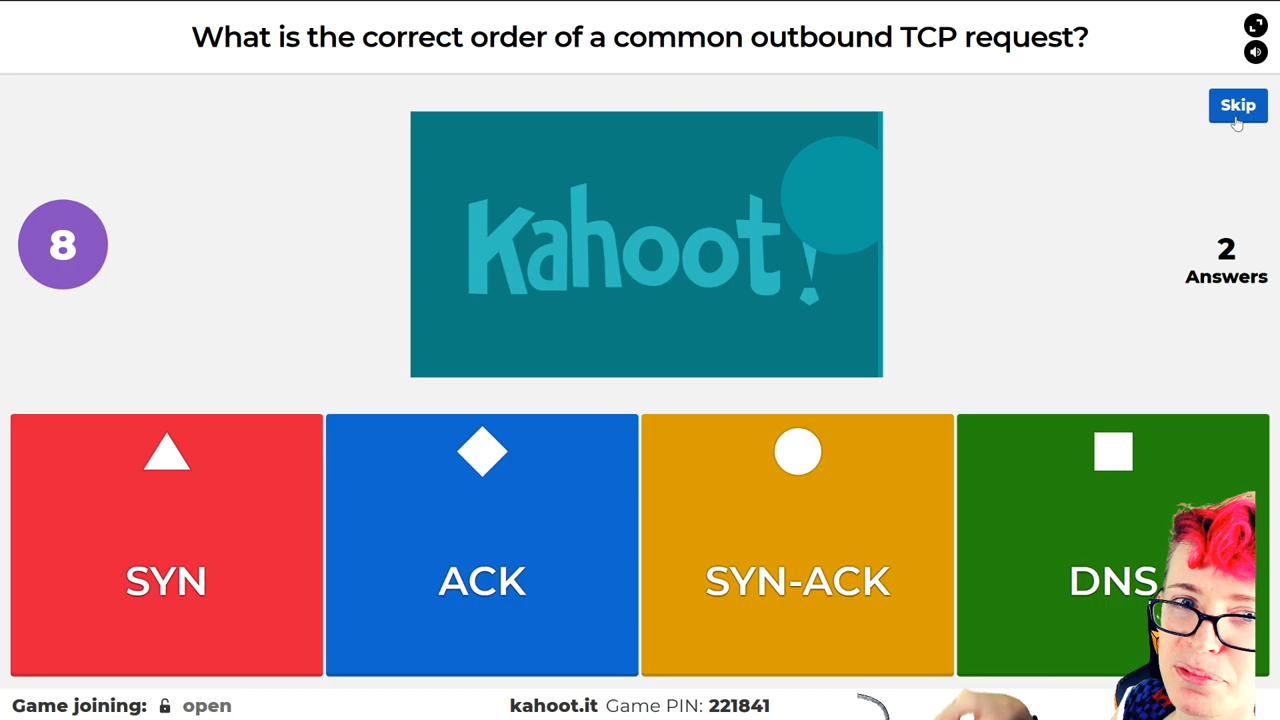 What is the correct order of a common outbound TCP request?
Skip
Kahoot!
8
2
Answers
SYN
ACK
SYN-ACK
DNS
Game joining: open
kahoot.it Game PIN: 221841